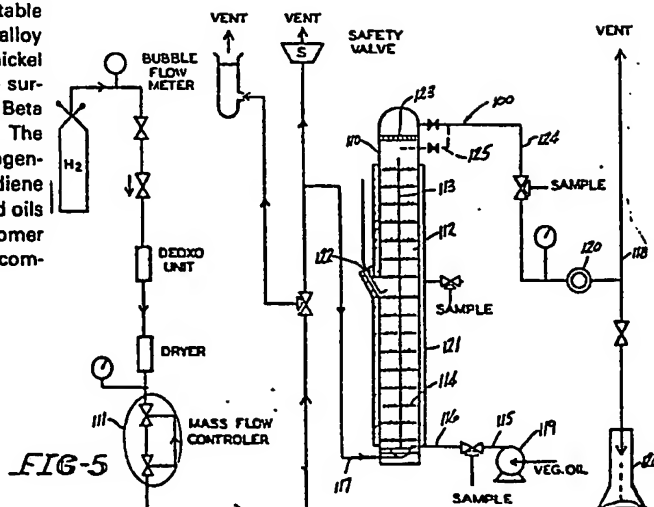 table
alloy
nickel
sur-
Beta
The
ogen-
diene
d oils
omer
com-
VENT
VENT
SAFETY
VALVE
S
BUBBLE
FLOW
METER
H2
DEOXO
UNIT
DRYER
111
MASS FLOW
CONTROLER
FIG-5
123
110
100
124
125
113
112
122
SAMPLE
SAMPLE
121
114
116
115
119
117
VEG. OIL
SAMPLE
VENT
120
118